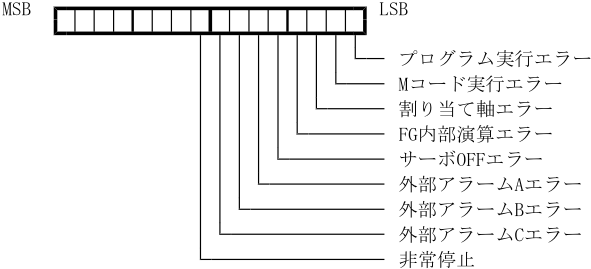 MSB LSB
プログラム実行エラー
Mコード実行エラー
割り当て軸エラー
FG内部演算エラー
サーボOFFエラー
外部アラームAエラー
外部アラームBエラー
外部アラームCエラー
非常停止